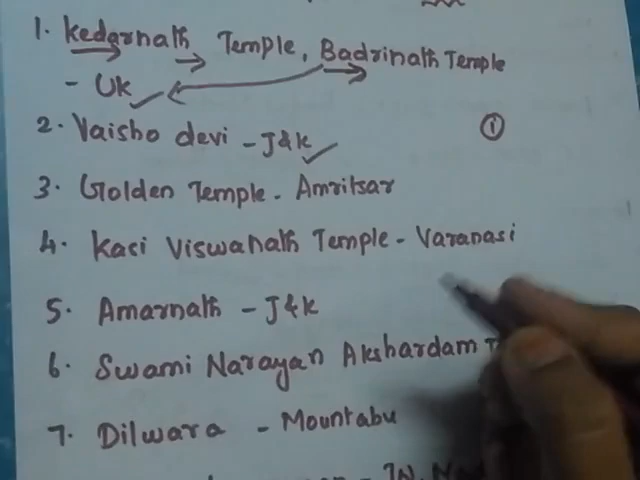 1. Kedarnath Temple, Badrinath Temple
- UK
2. Vaisho devi - J&K
①
3. Golden Temple - Amritsar
4. Kasi Viswanath Temple - Varanasi
5. Amarnath - J&K
6. Swami Narayan Akshardam
7. Dilwara - Mountabu